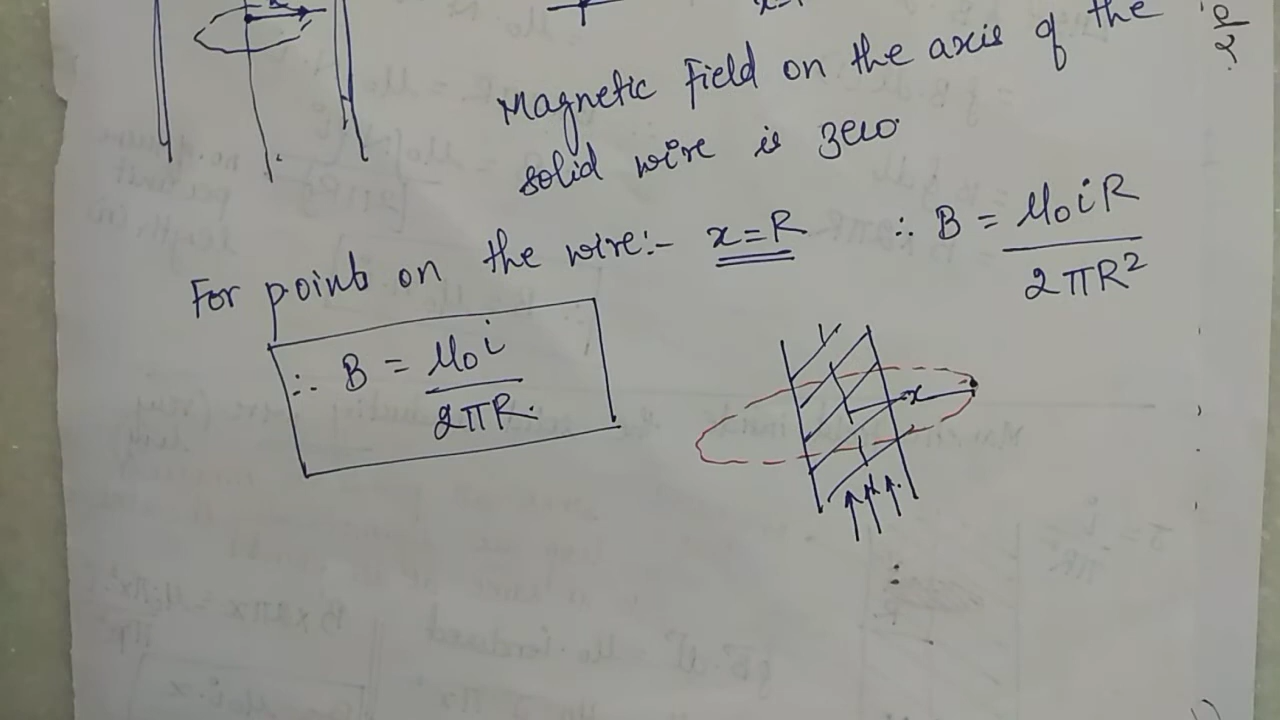 Magnetic Field on the axis of the
solid wire is zero
For points on the wire:- x=R ∴ B = μ₀iR / 2πR²
∴ B = μ₀i / 2πR.
x